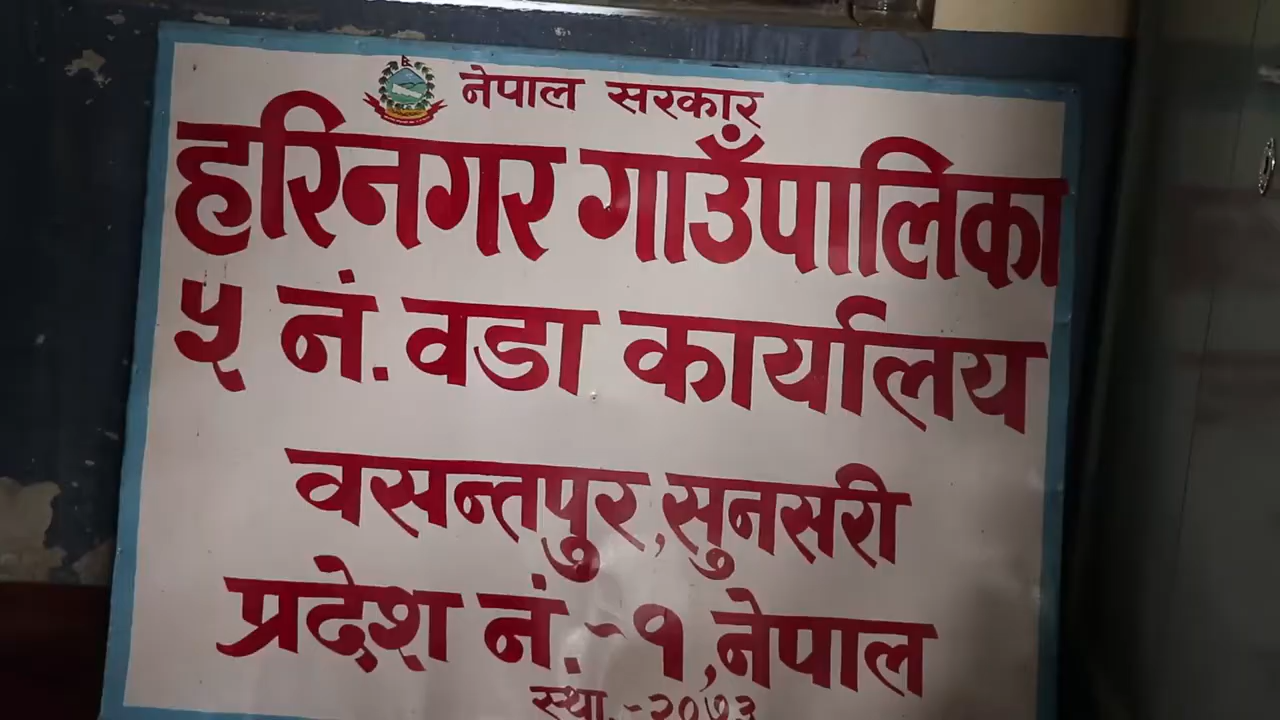 नेपाल सरकार
हरिनगर गाउँपालिका
५ नं. वडा कार्यालय
वसन्तपुर, सुनसरी
प्रदेश नं.-१, नेपाल
स्था.-२०७३